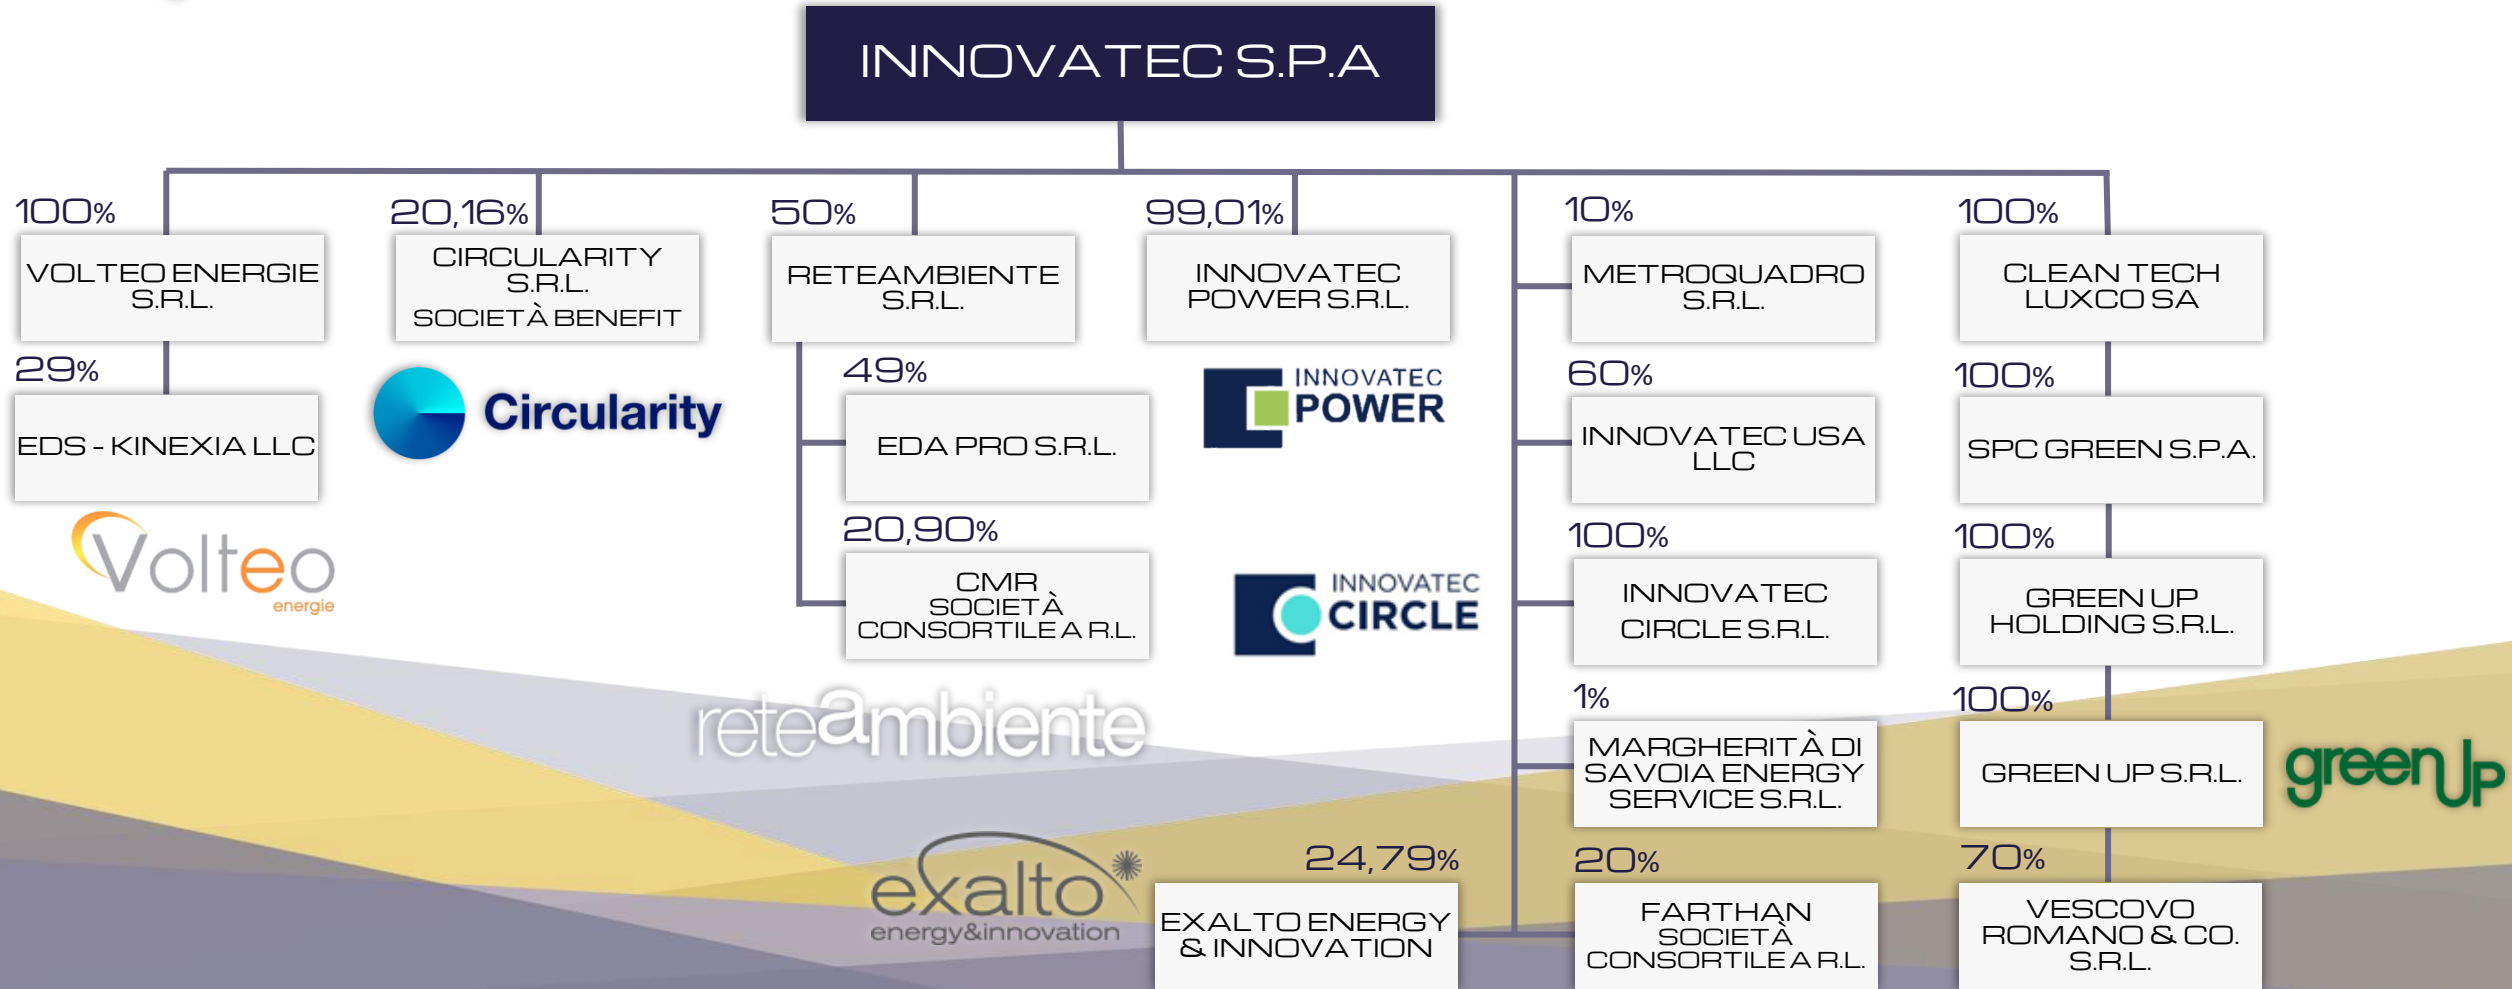 INNOVATEC S.P.A
100%
VOLTEO ENERGIE
S.R.L.
29%
EDS - KINEXIA LLC
Volteo
energie
20,16%
CIRCULARITY
S.R.L.
SOCIETÀ BENEFIT
Circularity
50%
RETEAMBIENTE
S.R.L.
49%
EDA PRO S.R.L.
20,90%
CMR
SOCIETÀ
CONSORTILE A R.L.
reteambiente
99,01%
INNOVATEC
POWER S.R.L.
INNOVATEC
POWER
INNOVATEC
CIRCLE
exalto
energy&innovation
24,79%
EXALTO ENERGY
& INNOVATION
10%
METROQUADRO
S.R.L.
60%
INNOVATEC USA
LLC
100%
INNOVATEC
CIRCLE S.R.L.
1%
MARGHERITÀ DI
SAVOIA ENERGY
SERVICE S.R.L.
20%
FARTHAN
SOCIETÀ
CONSORTILE A R.L.
100%
CLEAN TECH
LUXCO SA
100%
SPC GREEN S.P.A.
100%
GREEN UP
HOLDING S.R.L.
100%
GREEN UP S.R.L.
greenUP
70%
VESCOVO
ROMANO & CO.
S.R.L.